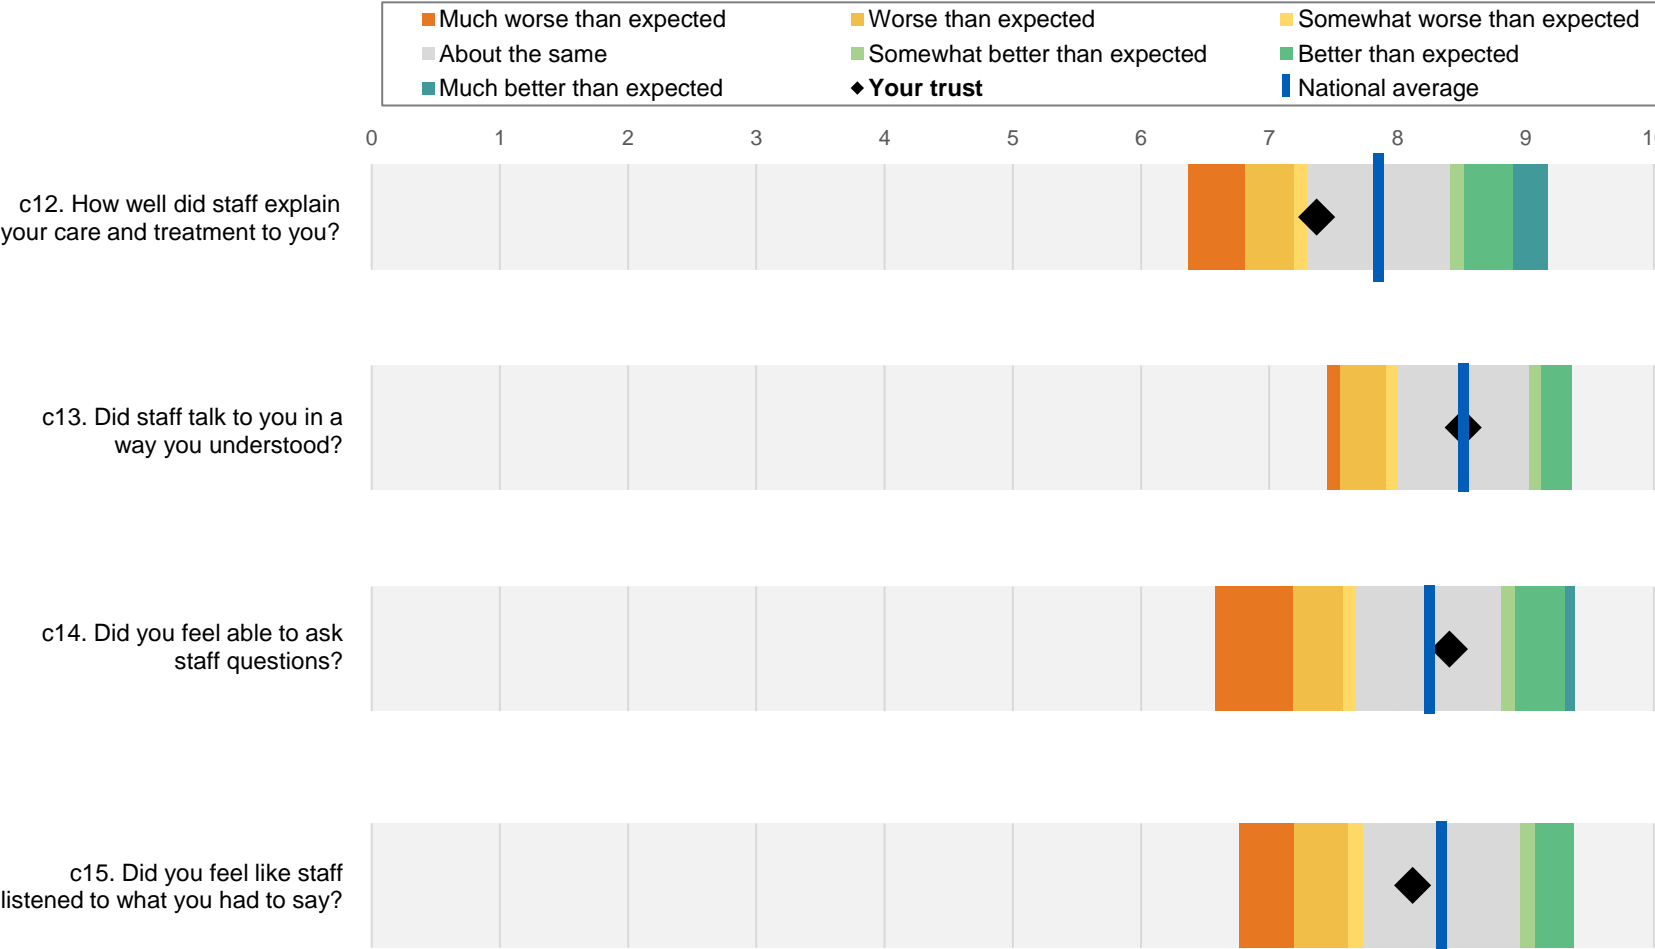 Much worse than expected Worse than expected Somewhat worse than expected
About the same Somewhat better than expected Better than expected
Much better than expected Your trust National average
0 1 2 3 4 5 6 7 8 9 1
c12. How well did staff explain
your care and treatment to you?
c13. Did staff talk to you in a
way you understood?
c14. Did you feel able to ask
staff questions?
c15. Did you feel like staff
listened to what you had to say?